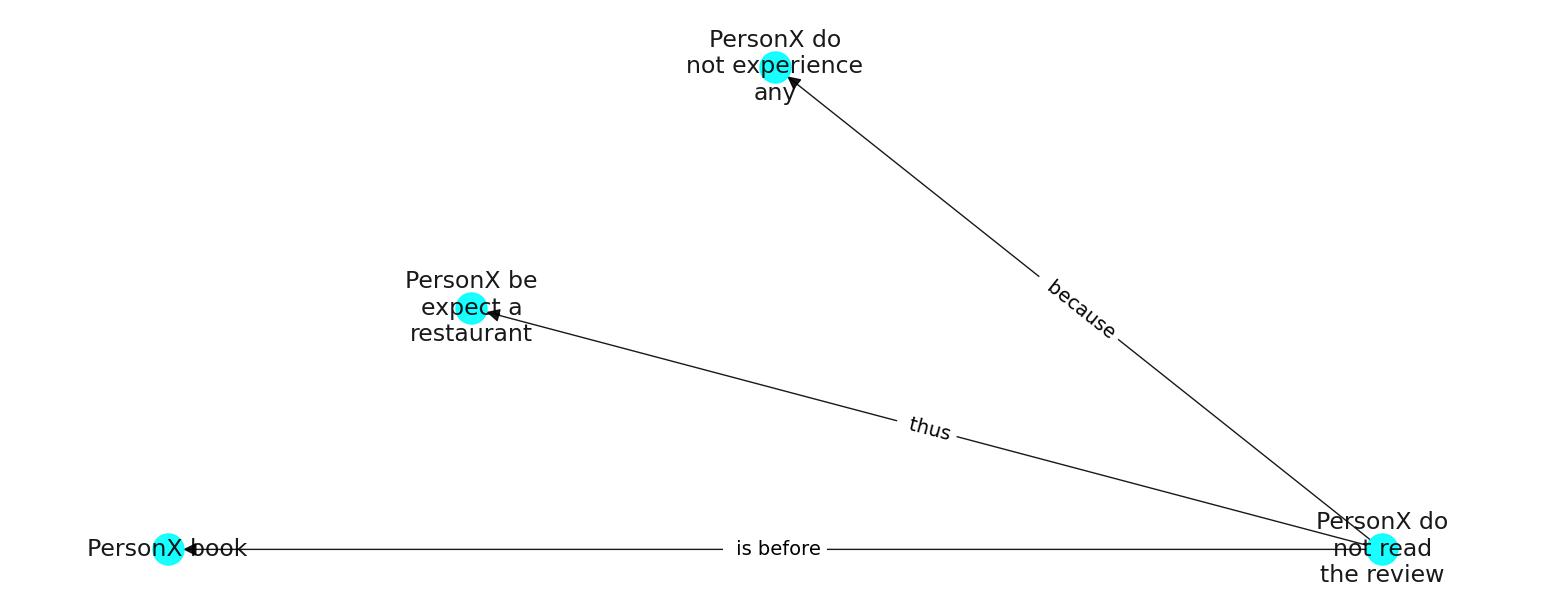 PersonX do
not experience
any
PersonX be
expect a
restaurant
because
thus
PersonX book
is before
PersonX do
not read
the review